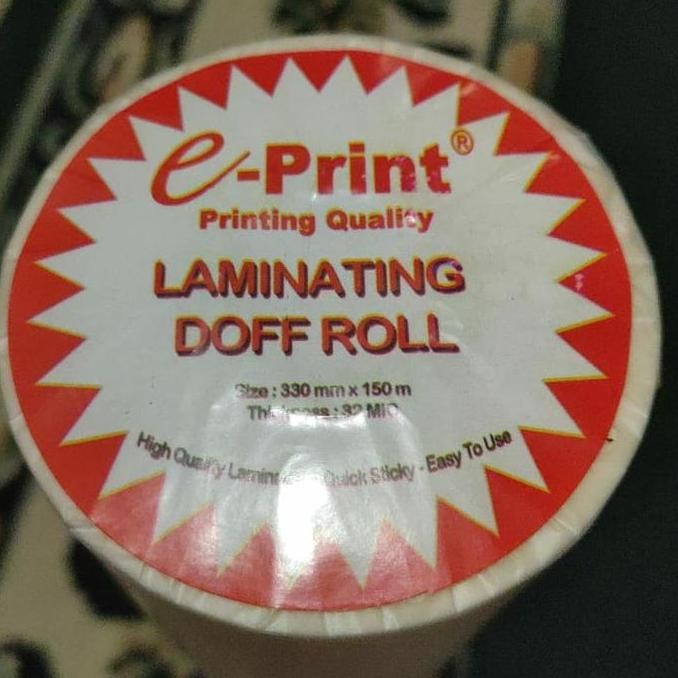 e-Print®
Printing Quality
LAMINATING
DOFF ROLL
Size : 330 mm x 150 m
Thickness : 32 MIC
High Quality - Quick Sticky - Easy To Use